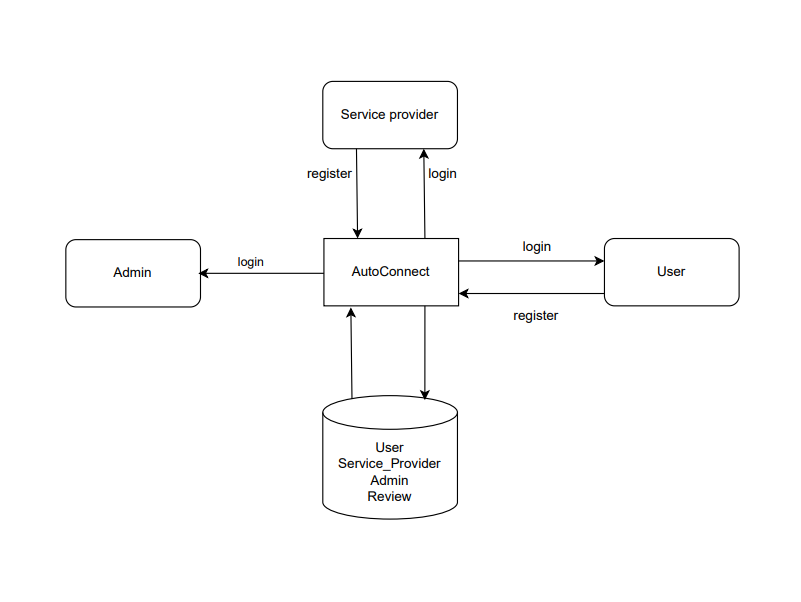 Service provider
register
login
Admin
login
AutoConnect
login
User
register
User
Service_Provider
Admin
Review